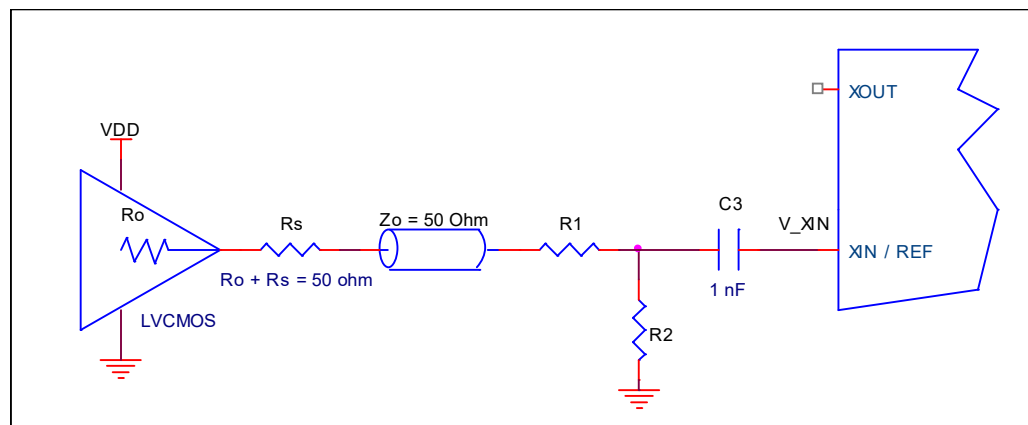 XOUT
VDD
Ro
Rs
Zo = 50 Ohm
R1
C3
V_XIN
XIN / REF
Ro + Rs = 50 ohm
1 nF
LVCMOS
R2